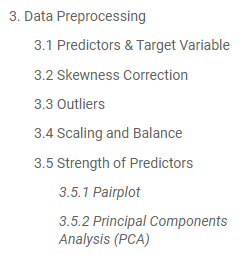 3. Data Preprocessing
3.1 Predictors & Target Variable
3.2 Skewness Correction
3.3 Outliers
3.4 Scaling and Balance
3.5 Strength of Predictors
3.5.1 Pairplot
3.5.2 Principal Components
Analysis (PCA)